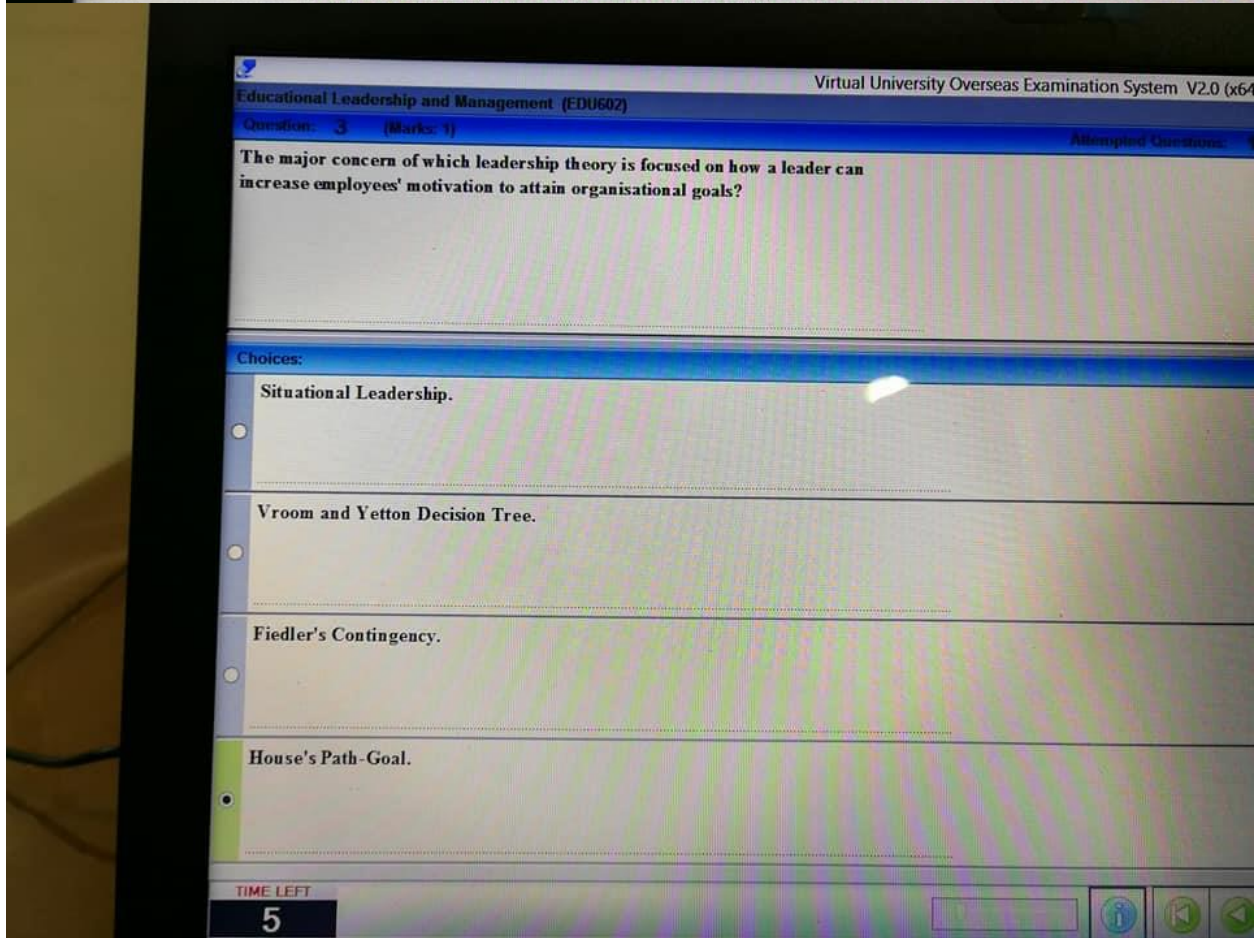 Virtual University Overseas Examination System V2.0 (x64
Educational Leadership and Management (EDU602)
Question: 3 (Marks: 1)
Attempted Questions:
The major concern of which leadership theory is focused on how a leader can
increase employees' motivation to attain organisational goals?
Choices:
Situational Leadership.
Vroom and Yetton Decision Tree.
Fiedler's Contingency.
House's Path-Goal.
TIME LEFT
5